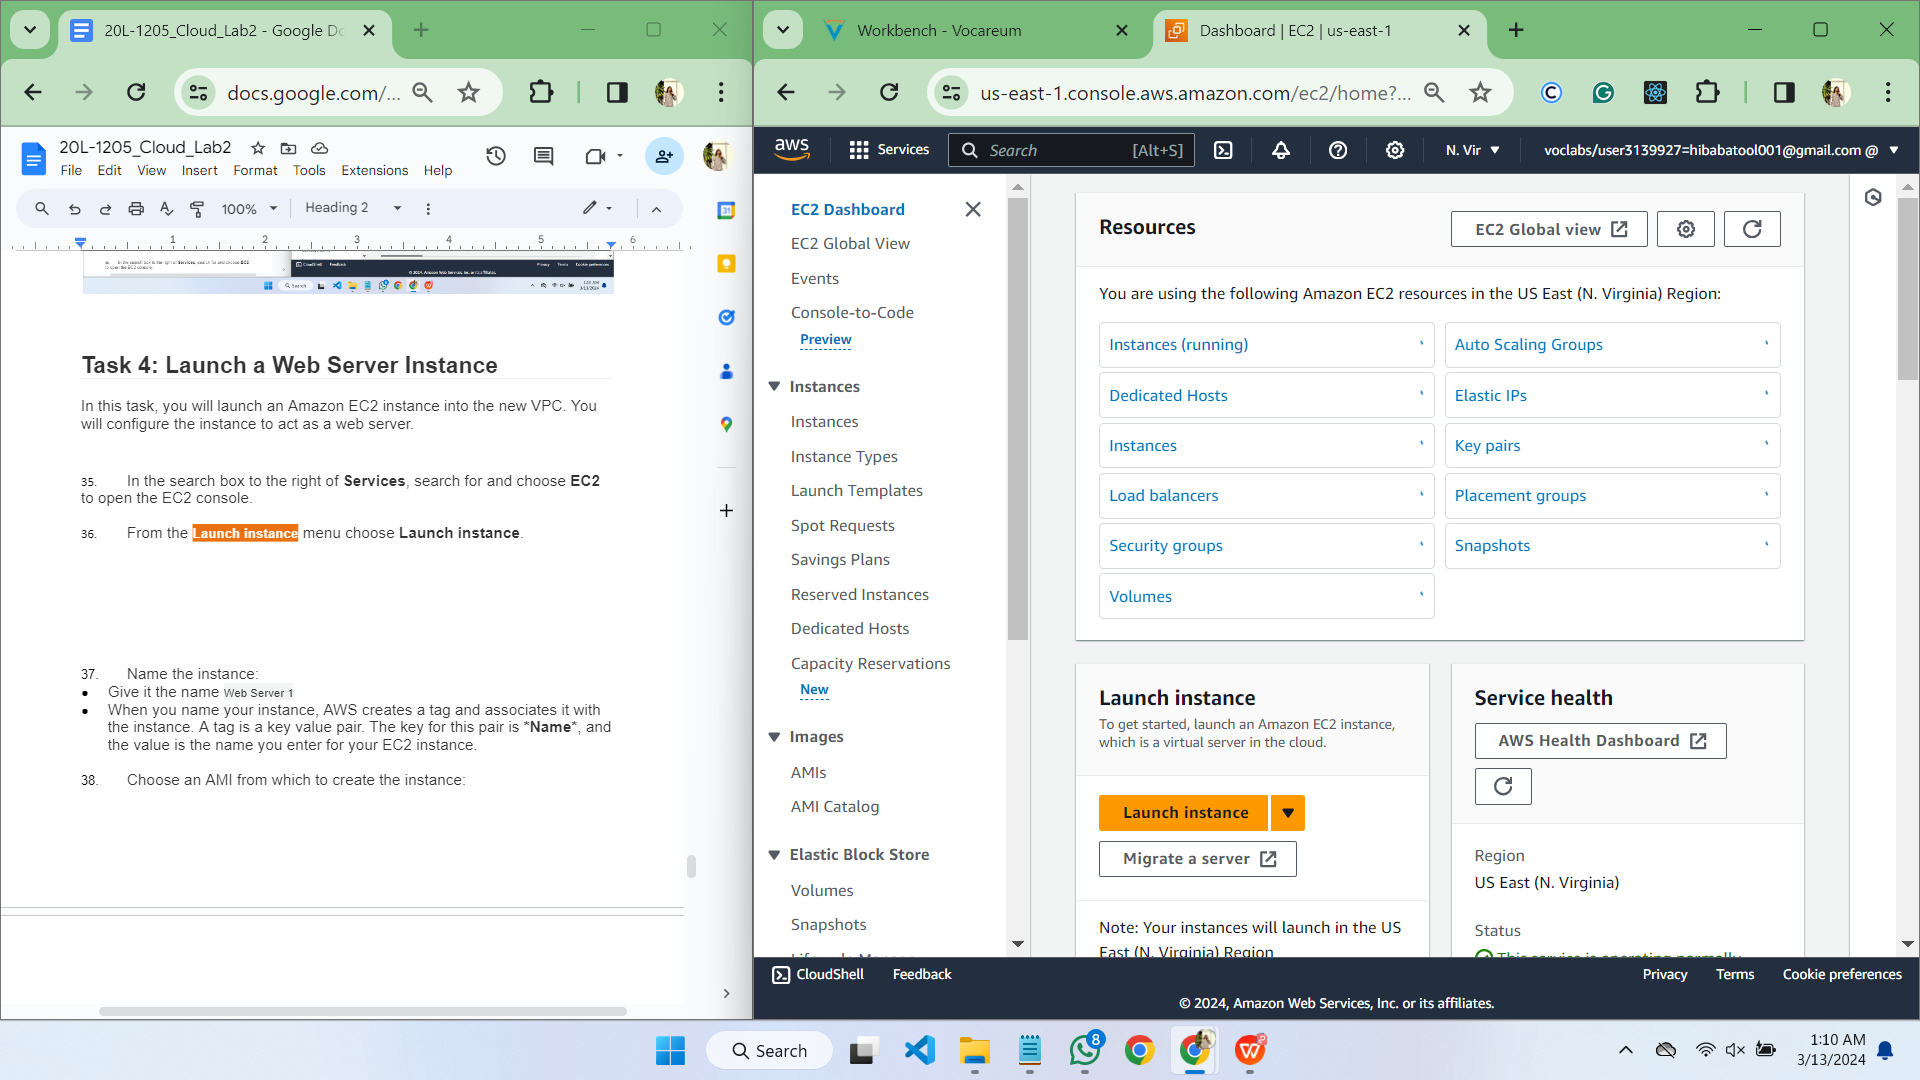 20L-1205_Cloud_Lab2 - Google Do
docs.google.com/...
20L-1205_Cloud_Lab2
File Edit View Insert Format Tools Extensions Help
100% Heading 2
1 2 3 4 5 6
Task 4: Launch a Web Server Instance
In this task, you will launch an Amazon EC2 instance into the new VPC. You
will configure the instance to act as a web server.
35. In the search box to the right of Services, search for and choose EC2
to open the EC2 console.
36. From the Launch instance menu choose Launch instance.
37. Name the instance:
● Give it the name Web Server 1
● When you name your instance, AWS creates a tag and associates it with
the instance. A tag is a key value pair. The key for this pair is *Name*, and
the value is the name you enter for your EC2 instance.
38. Choose an AMI from which to create the instance:
Workbench - Vocareum
Dashboard | EC2 | us-east-1
us-east-1.console.aws.amazon.com/ec2/home?...
aws
Services
Search [Alt+S]
N. Vir
voclabs/user3139927=hibabatool001@gmail.com @
EC2 Dashboard
EC2 Global View
Events
Console-to-Code
Preview
Instances
Instances
Instance Types
Launch Templates
Spot Requests
Savings Plans
Reserved Instances
Dedicated Hosts
Capacity Reservations
New
Images
AMIs
AMI Catalog
Elastic Block Store
Volumes
Snapshots
Resources
EC2 Global view
You are using the following Amazon EC2 resources in the US East (N. Virginia) Region:
Instances (running)
Auto Scaling Groups
Dedicated Hosts
Elastic IPs
Instances
Key pairs
Load balancers
Placement groups
Security groups
Snapshots
Volumes
Launch instance
To get started, launch an Amazon EC2 instance,
which is a virtual server in the cloud.
Launch instance
Migrate a server
Note: Your instances will launch in the US
East (N. Virginia) Region
Service health
AWS Health Dashboard
Region
US East (N. Virginia)
Status
This service is operating normally
CloudShell Feedback
Privacy Terms Cookie preferences
© 2024, Amazon Web Services, Inc. or its affiliates.
Search
8
1:10 AM
3/13/2024